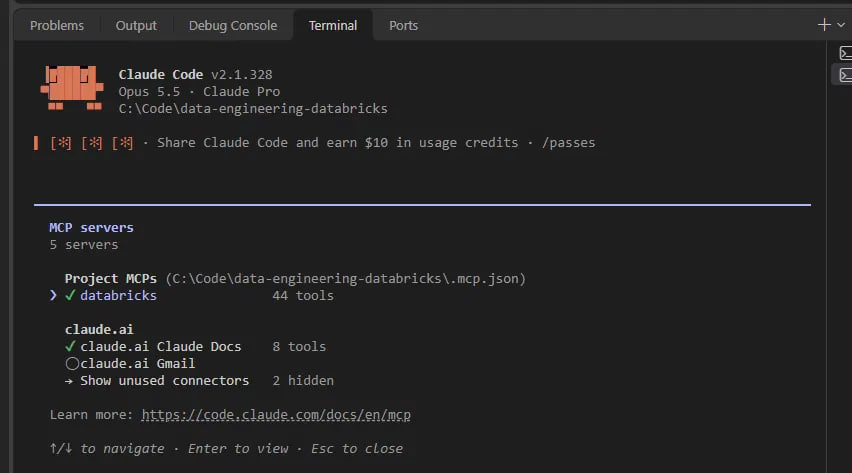 Problems Output Debug Console Terminal Ports
Claude Code v2.1.328
Opus 5.5 · Claude Pro
C:\Code\data-engineering-databricks
[✻] [✻] [✻] · Share Claude Code and earn $10 in usage credits · /passes
MCP servers
5 servers
Project MCPs (C:\Code\data-engineering-databricks\.mcp.json)
❯ ✓ databricks 44 tools
claude.ai
✓ claude.ai Claude Docs 8 tools
◯ claude.ai Gmail
→ Show unused connectors 2 hidden
Learn more: https://code.claude.com/docs/en/mcp
↑/↓ to navigate · Enter to view · Esc to close